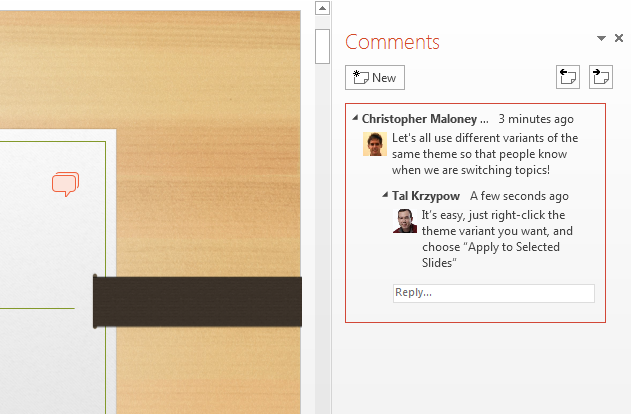 Comments
New
Christopher Maloney ... 3 minutes ago
Let's all use different variants of the
same theme so that people know
when we are switching topics!
Tal Krzypow A few seconds ago
It's easy, just right-click the
theme variant you want, and
choose “Apply to Selected
Slides”
Reply...